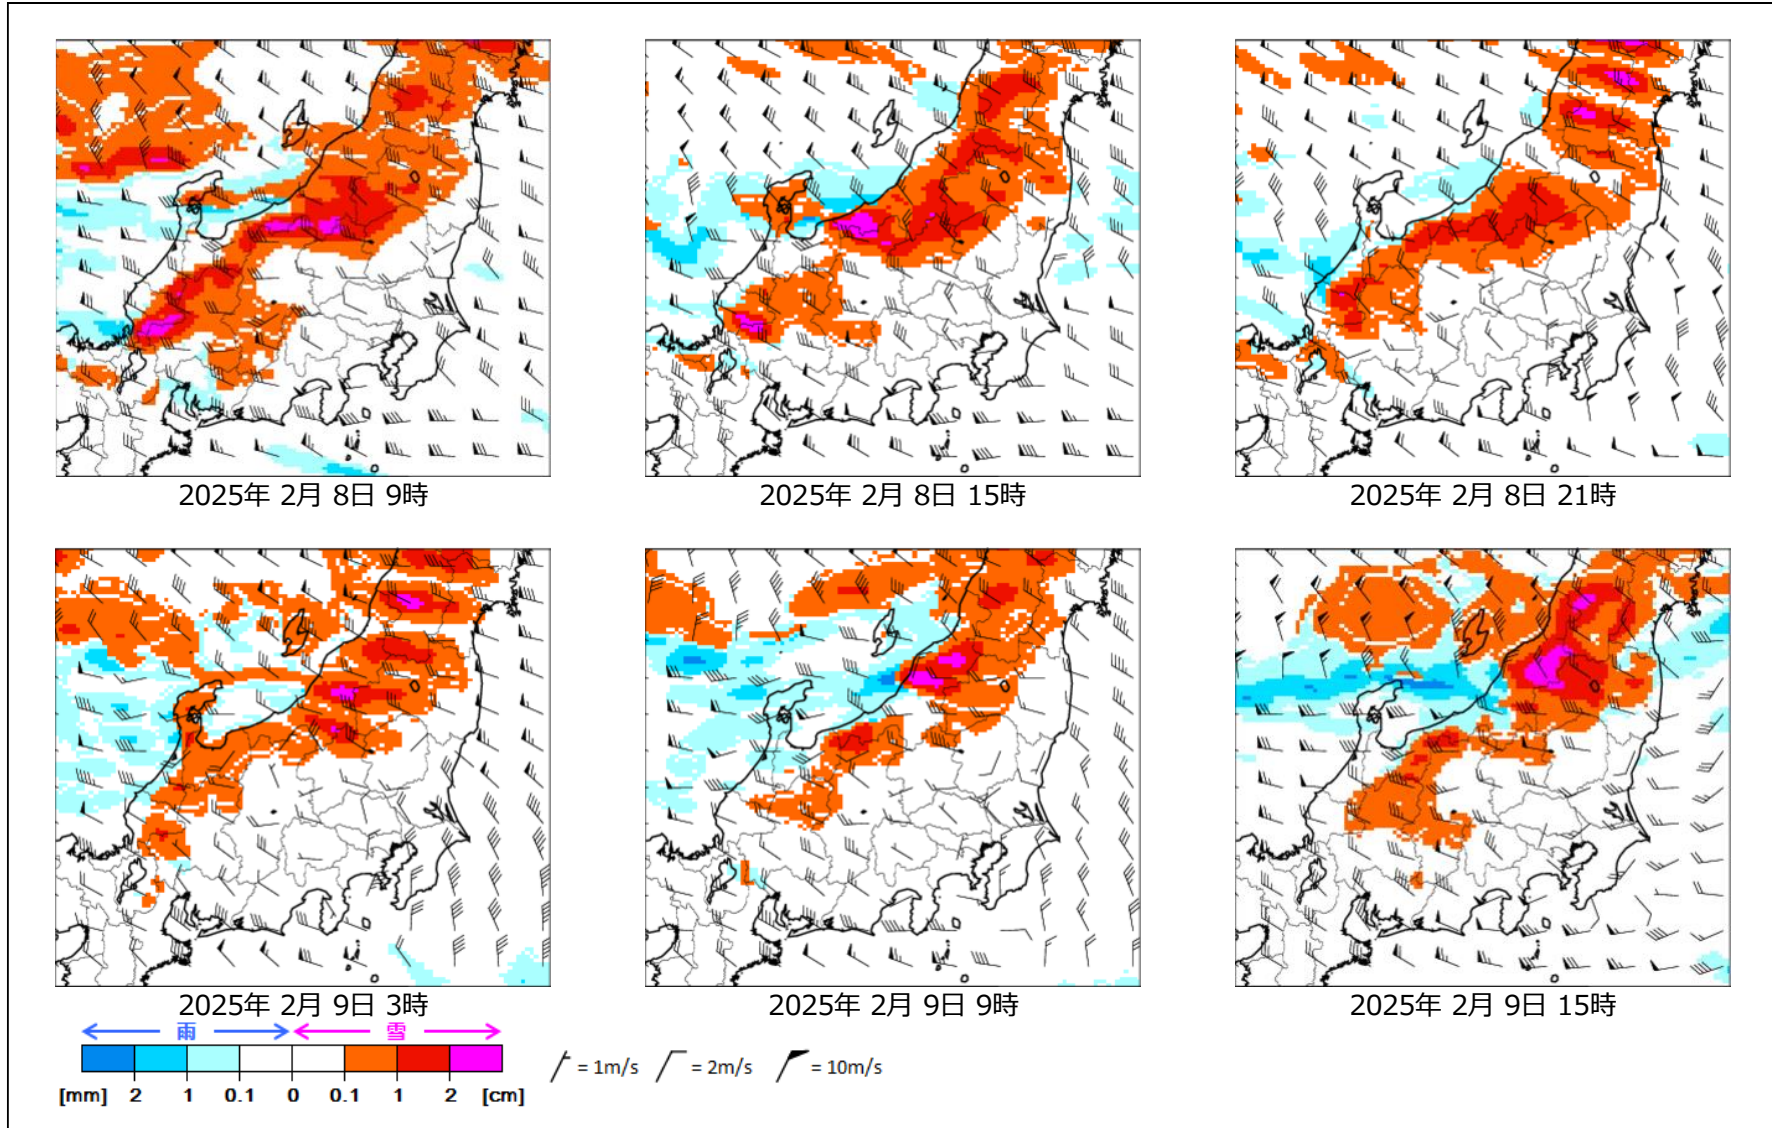 2025年 2月 8日 9時
2025年 2月 8日 15時
2025年 2月 8日 21時
2025年 2月 9日 3時
2025年 2月 9日 9時
2025年 2月 9日 15時
雨 雪
[mm] 2 1 0.1 0 0.1 1 2 [cm]
= 1m/s = 2m/s = 10m/s